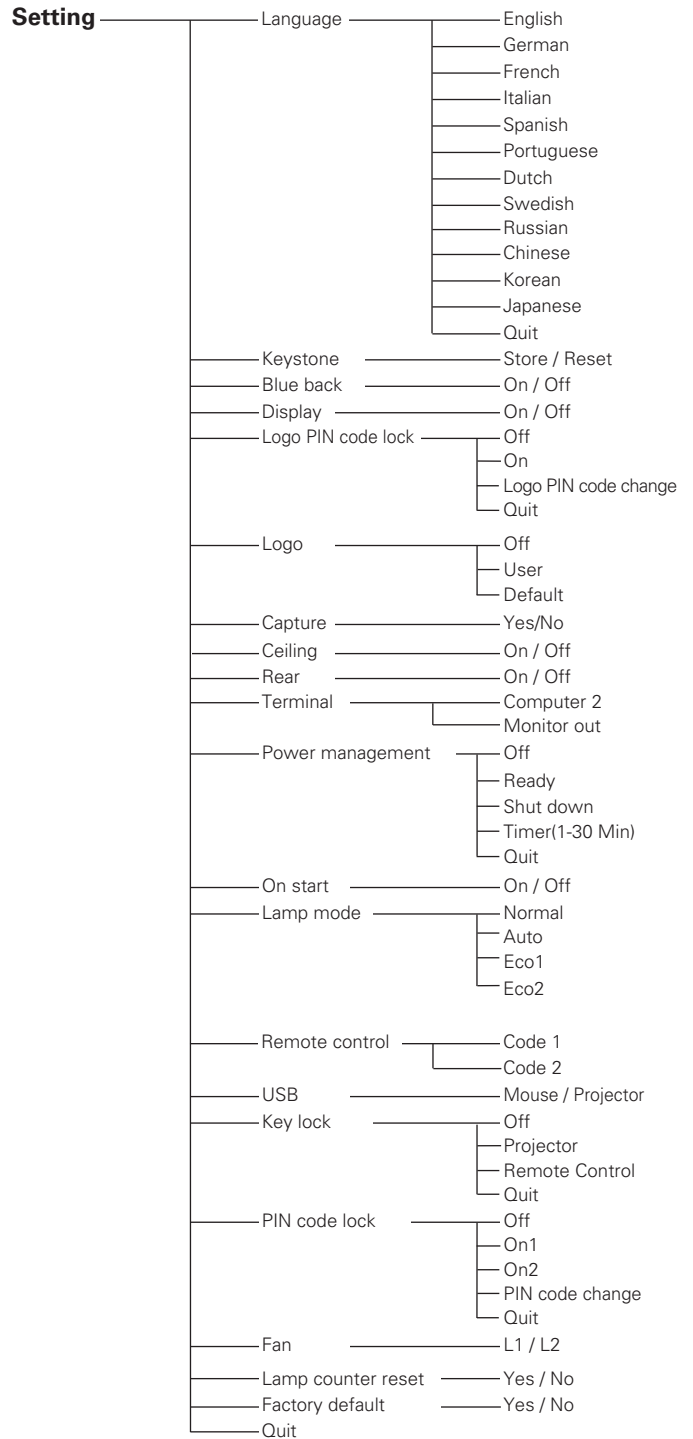 Setting Language English
German
French
Italian
Spanish
Portuguese
Dutch
Swedish
Russian
Chinese
Korean
Japanese
Quit
Keystone Store / Reset
Blue back On / Off
Display On / Off
Logo PIN code lock Off
On
Logo PIN code change
Quit
Logo Off
User
Default
Capture Yes/No
Ceiling On / Off
Rear On / Off
Terminal Computer 2
Monitor out
Power management Off
Ready
Shut down
Timer(1-30 Min)
Quit
On start On / Off
Lamp mode Normal
Auto
Eco1
Eco2
Remote control Code 1
Code 2
USB Mouse / Projector
Key lock Off
Projector
Remote Control
Quit
PIN code lock Off
On1
On2
PIN code change
Quit
Fan L1 / L2
Lamp counter reset Yes / No
Factory default Yes / No
Quit